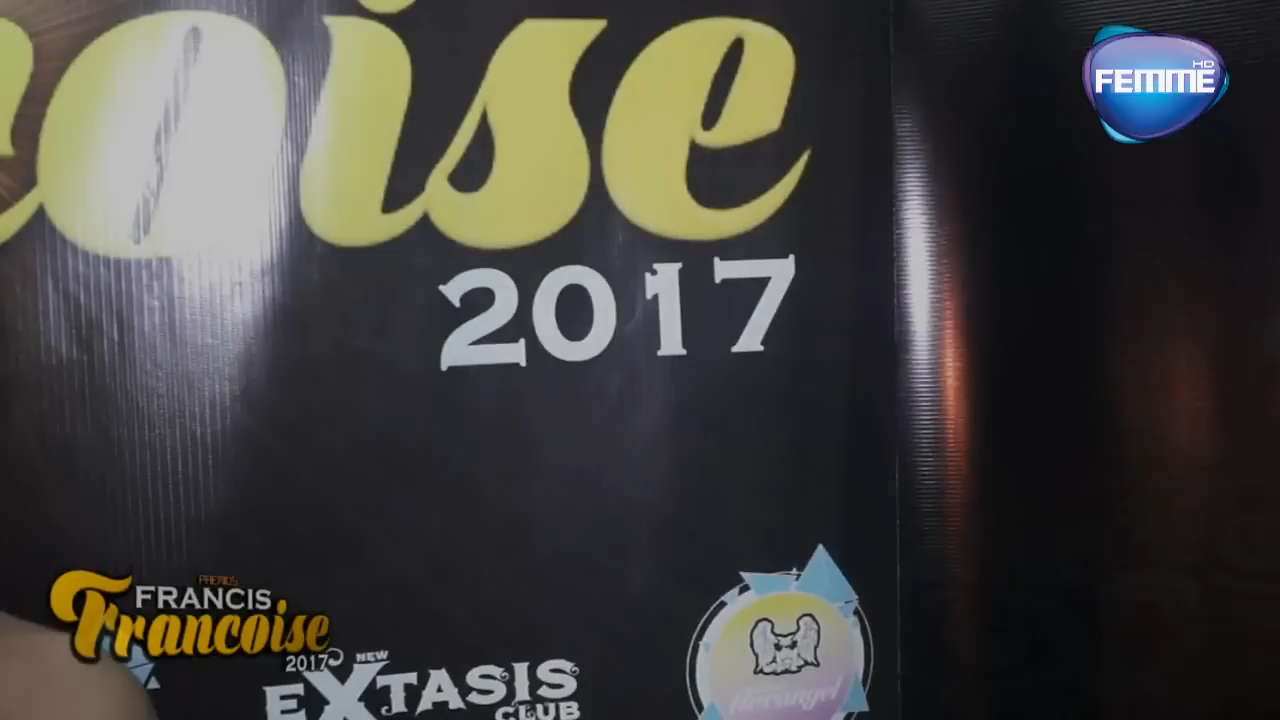 oise
2017
FEMME HD
PREMIOS
FRANCIS
Francoise
2017
NEW
EXTASIS
CLUB